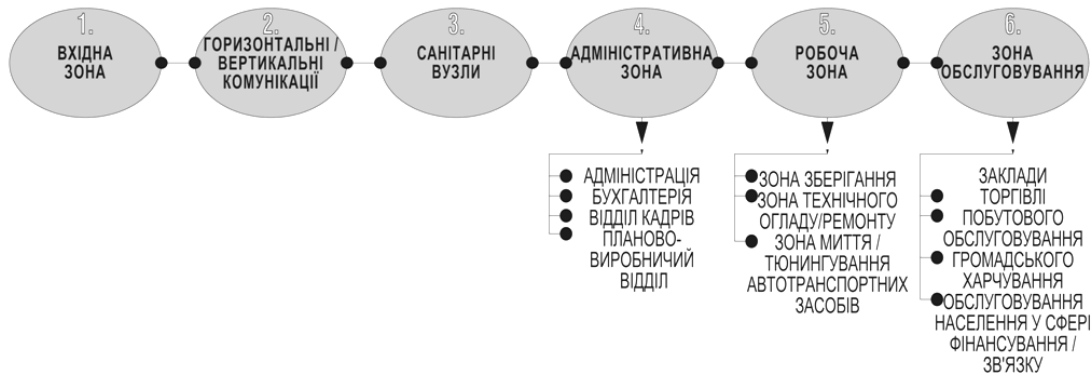 1.
ВХІДНА
ЗОНА
2.
ГОРИЗОНТАЛЬНІ /
ВЕРТИКАЛЬНІ
КОМУНІКАЦІЇ
3.
САНІТАРНІ
ВУЗЛИ
4.
АДМІНІСТРАТИВНА
ЗОНА
5.
РОБОЧА
ЗОНА
6.
ЗОНА
ОБСЛУГОВУВАННЯ
АДМІНІСТРАЦІЯ
БУХГАЛТЕРІЯ
ВІДДІЛ КАДРІВ
ПЛАНОВО-
ВИРОБНИЧИЙ
ВІДДІЛ
ЗОНА ЗБЕРІГАННЯ
ЗОНА ТЕХНІЧНОГО
ОГЛАДУ/РЕМОНТУ
ЗОНА МИТТЯ /
ТЮНИНГУВАННЯ
АВТОТРАНСПОРТНИХ
ЗАСОБІВ
ЗАКЛАДИ
ТОРГІВЛІ
ПОБУТОВОГО
ОБСЛУГОВУВАННЯ
ГРОМАДСЬКОГО
ХАРЧУВАННЯ
ОБСЛУГОВУВАННЯ
НАСЕЛЕННЯ У СФЕРІ
ФІНАНСУВАННЯ /
ЗВ'ЯЗКУ